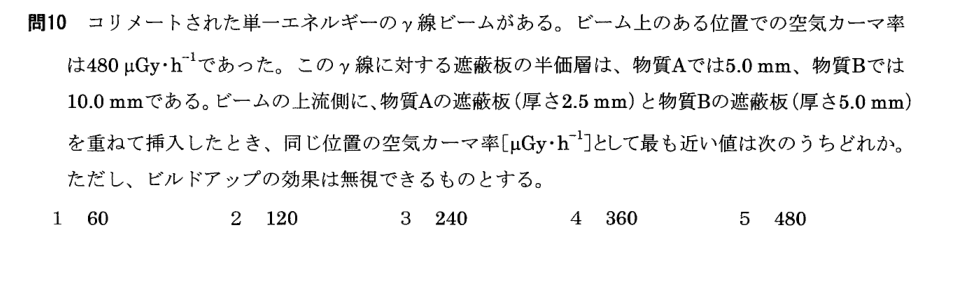 問10 コリメートされた単一エネルギーのγ線ビームがある。ビーム上のある位置での空気カーマ率
は480 μGy·h⁻¹であった。このγ線に対する遮蔽板の半価層は、物質Aでは5.0 mm、物質Bでは
10.0 mmである。ビームの上流側に、物質Aの遮蔽板（厚さ2.5 mm）と物質Bの遮蔽板（厚さ5.0 mm）
を重ねて挿入したとき、同じ位置の空気カーマ率[μGy·h⁻¹]として最も近い値は次のうちどれか。
ただし、ビルドアップの効果は無視できるものとする。
1 60 2 120 3 240 4 360 5 480